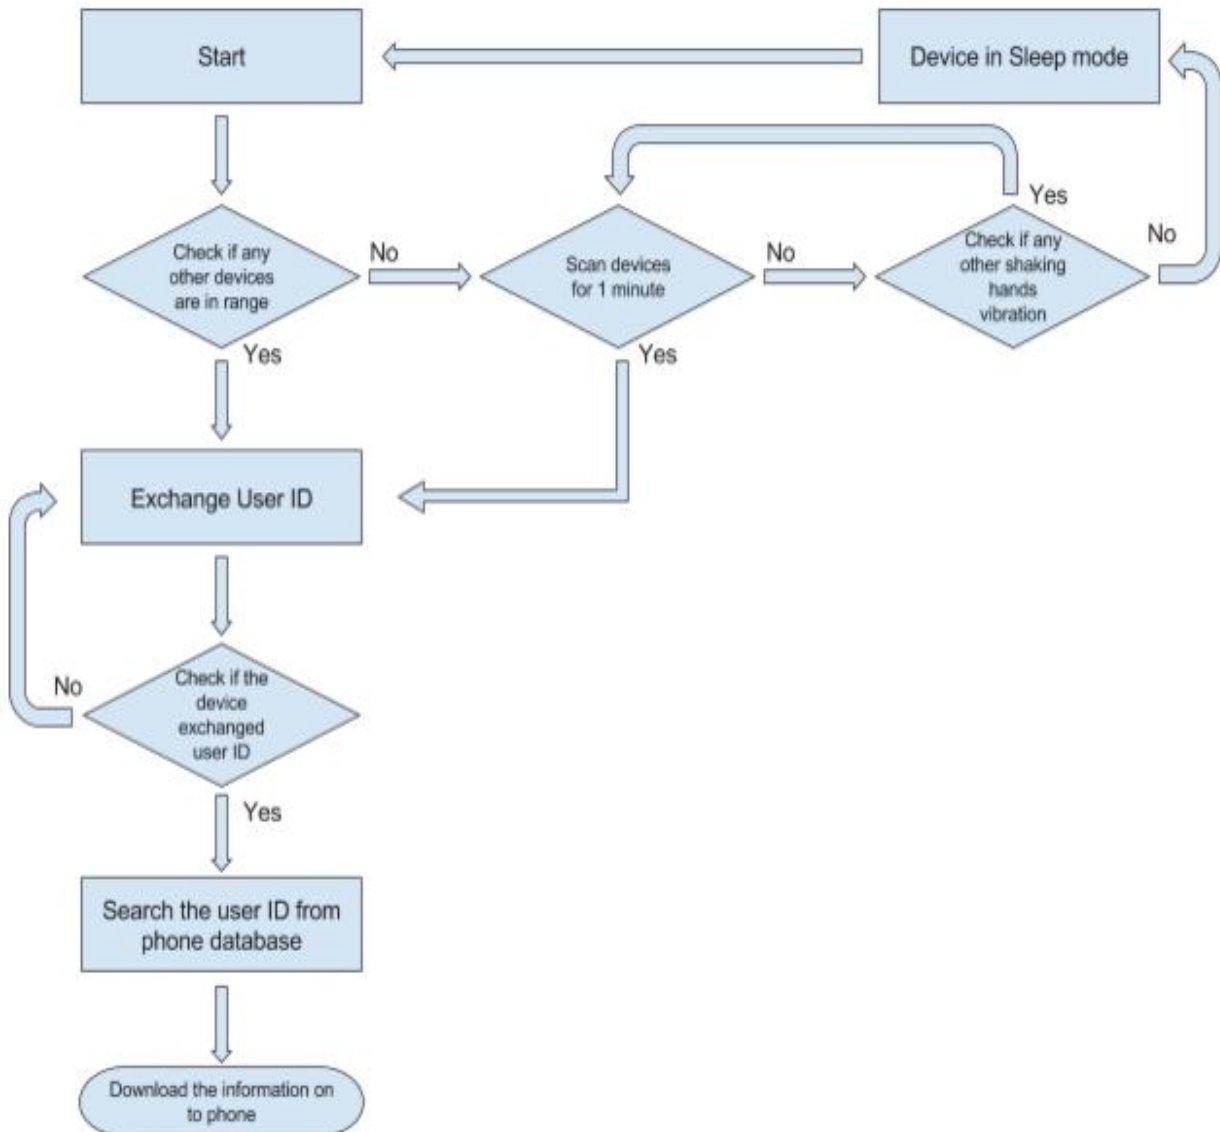 Start
Device in Sleep mode
Check if any
other devices
are in range
No
Scan devices
for 1 minute
No
Check if any
other shaking
hands
vibration
Yes
No
Yes
Yes
Exchange User ID
Check if the
device
exchanged
user ID
No
Yes
Search the user ID from
phone database
Download the information on
to phone